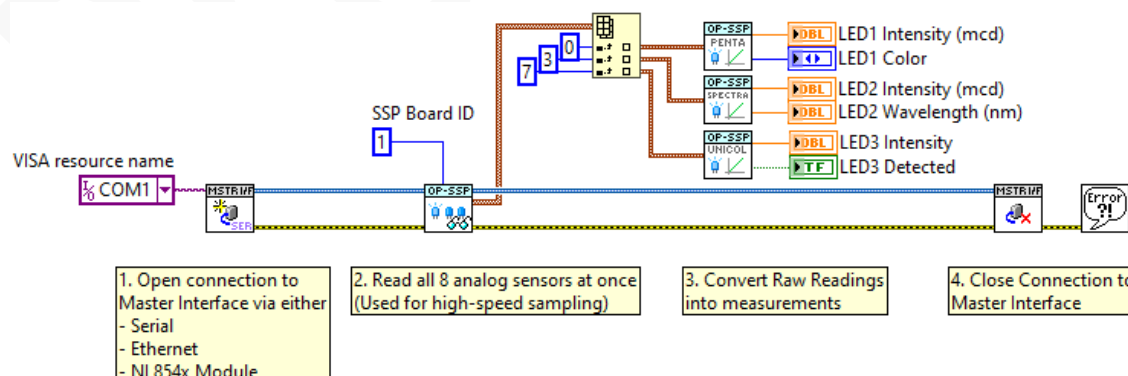 OP-SSP
PENTA
DBL
LED1 Intensity (mcd)
LED1 Color
0
3
7
OP-SSP
SPECTRA
DBL
LED2 Intensity (mcd)
DBL
LED2 Wavelength (nm)
OP-SSP
UNICOL
DBL
LED3 Intensity
TF
LED3 Detected
SSP Board ID
1
VISA resource name
I/O COM1
MSTR I/F
SER
OP-SSP
MSTR I/F
Error
?!
1. Open connection to
Master Interface via either
- Serial
- Ethernet
- NI 854x Module
2. Read all 8 analog sensors at once
(Used for high-speed sampling)
3. Convert Raw Readings
into measurements
4. Close Connection to
Master Interface